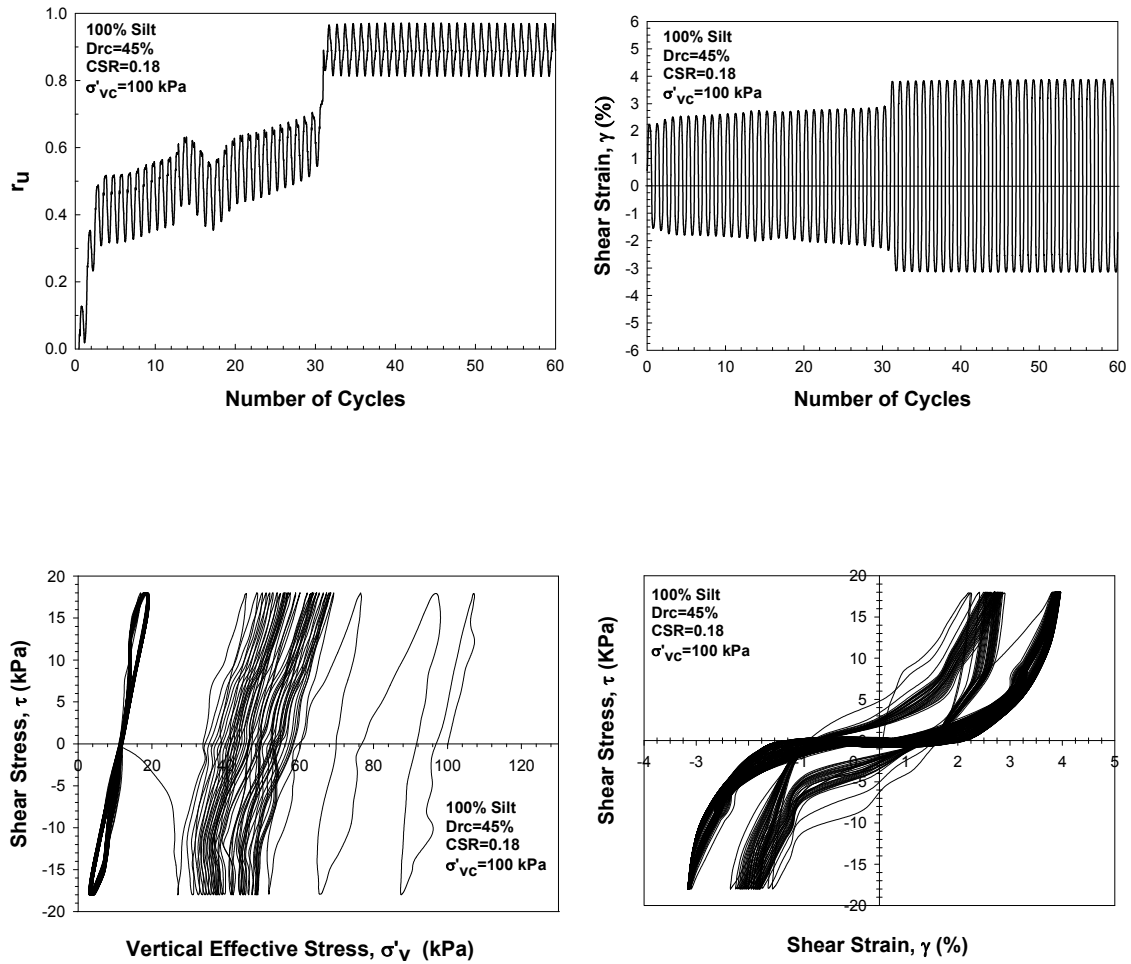 1.0
0.8
0.6
0.4
0.2
0.0
r_u
100% Silt
Drc=45%
CSR=0.18
σ'vc=100 kPa
0 10 20 30 40 50 60
Number of Cycles
6
5
4
3
2
1
0
-1
-2
-3
-4
-5
-6
Shear Strain, γ (%)
100% Silt
Drc=45%
CSR=0.18
σ'vc=100 kPa
0 10 20 30 40 50 60
Number of Cycles
20
15
10
5
0
-5
-10
-15
-20
Shear Stress, τ (kPa)
0 20 40 60 80 100 120
100% Silt
Drc=45%
CSR=0.18
σ'vc=100 kPa
Vertical Effective Stress, σ'v (kPa)
100% Silt
Drc=45%
CSR=0.18
σ'vc=100 kPa
20
15
10
5
0
-5
-10
-15
-20
Shear Stress, τ (KPa)
-4 -3 -2 -1 0 1 2 3 4 5
Shear Strain, γ (%)